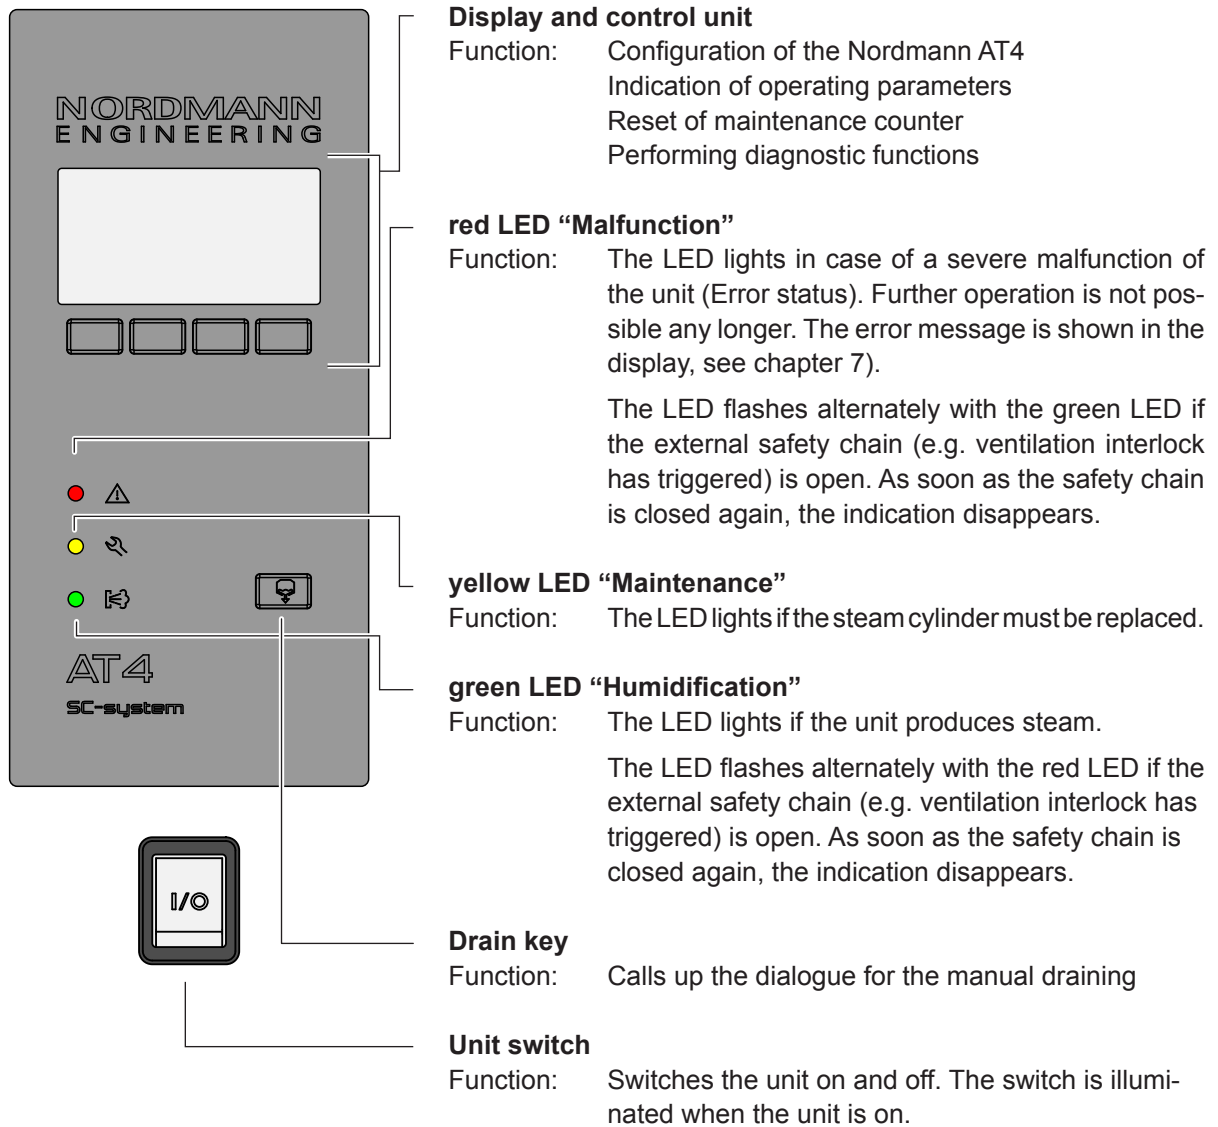 NORDMANN
ENGINEERING
AT4
SC-system
I/O
Display and control unit
Function: Configuration of the Nordmann AT4
Indication of operating parameters
Reset of maintenance counter
Performing diagnostic functions
red LED “Malfunction”
Function: The LED lights in case of a severe malfunction of
the unit (Error status). Further operation is not pos-
sible any longer. The error message is shown in the
display, see chapter 7).
The LED flashes alternately with the green LED if
the external safety chain (e.g. ventilation interlock
has triggered) is open. As soon as the safety chain
is closed again, the indication disappears.
yellow LED “Maintenance”
Function: The LED lights if the steam cylinder must be replaced.
green LED “Humidification”
Function: The LED lights if the unit produces steam.
The LED flashes alternately with the red LED if the
external safety chain (e.g. ventilation interlock has
triggered) is open. As soon as the safety chain is
closed again, the indication disappears.
Drain key
Function: Calls up the dialogue for the manual draining
Unit switch
Function: Switches the unit on and off. The switch is illumi-
nated when the unit is on.